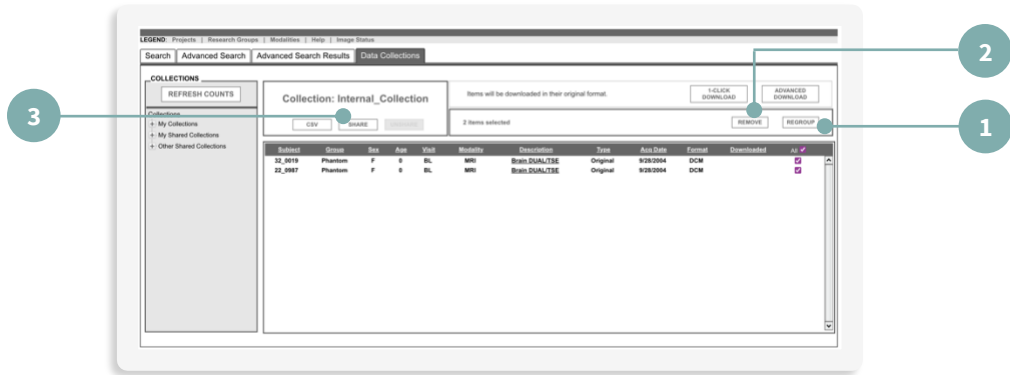 LEGEND: Projects | Research Groups | Modalities | Help | Image Status
Search Advanced Search Advanced Search Results Data Collections
COLLECTIONS
REFRESH COUNTS
Collections
My Collections
My Shared Collections
Other Shared Collections
Collection: Internal_Collection
CSV SHARE
Items will be downloaded in their original format.
1-CLICK
DOWNLOAD
ADVANCED
DOWNLOAD
2 items selected
REMOVE REGROUP
Subject Group Sex Age Visit Modality Description Type Acq Date Format Downloaded All
32_0019 Phantom F 0 BL MRI Brain DUAL/TSE Original 9/28/2004 DCM
22_0987 Phantom F 0 BL MRI Brain DUAL/TSE Original 9/28/2004 DCM
2
3
1